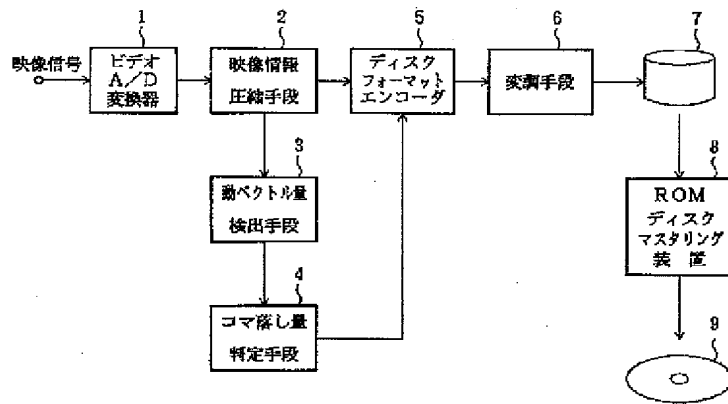 1
2
5
6
7
映像信号
ビデオ
A/D
変換器
映像情報
圧縮手段
ディスク
フォーマット
エンコーダ
変調手段
3
動ベクトル量
検出手段
8
ROM
ディスク
マスタリング
装置
4
コマ落し量
判定手段
9